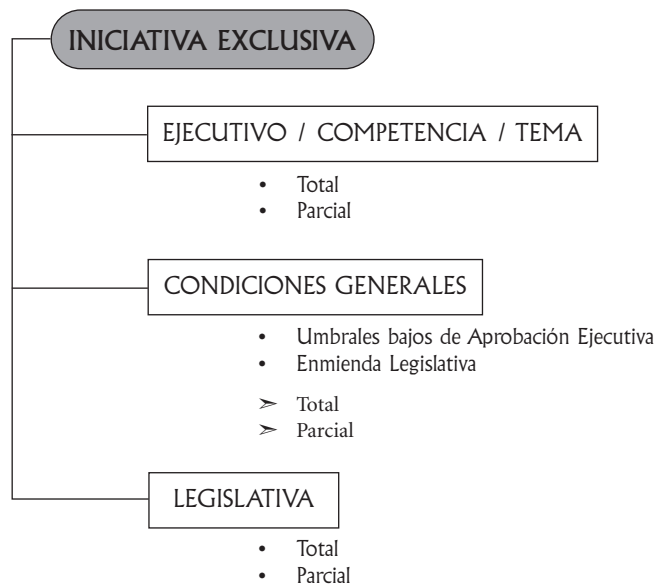 INICIATIVA EXCLUSIVA
EJECUTIVO / COMPETENCIA / TEMA
• Total
• Parcial
CONDICIONES GENERALES
• Umbrales bajos de Aprobación Ejecutiva
• Enmienda Legislativa
➢ Total
➢ Parcial
LEGISLATIVA
• Total
• Parcial